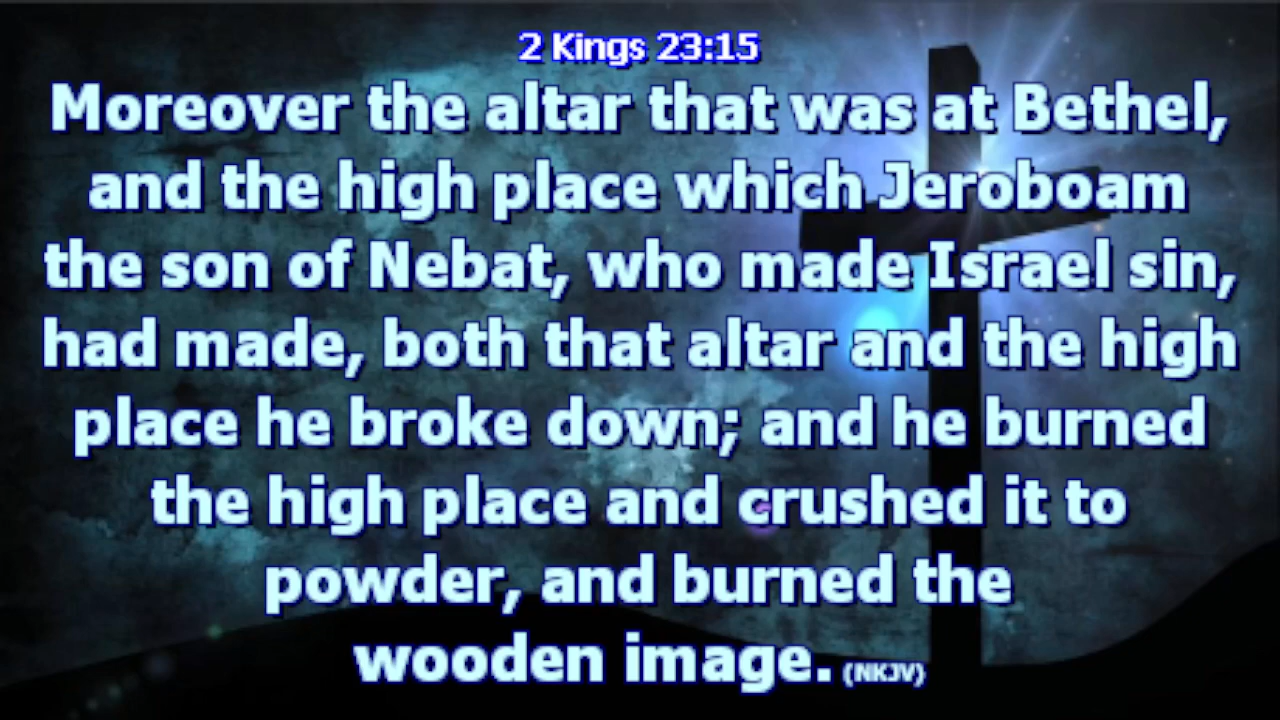 2 Kings 23:15
Moreover the altar that was at Bethel,
and the high place which Jeroboam
the son of Nebat, who made Israel sin,
had made, both that altar and the high
place he broke down; and he burned
the high place and crushed it to
powder, and burned the
wooden image. (NKJV)